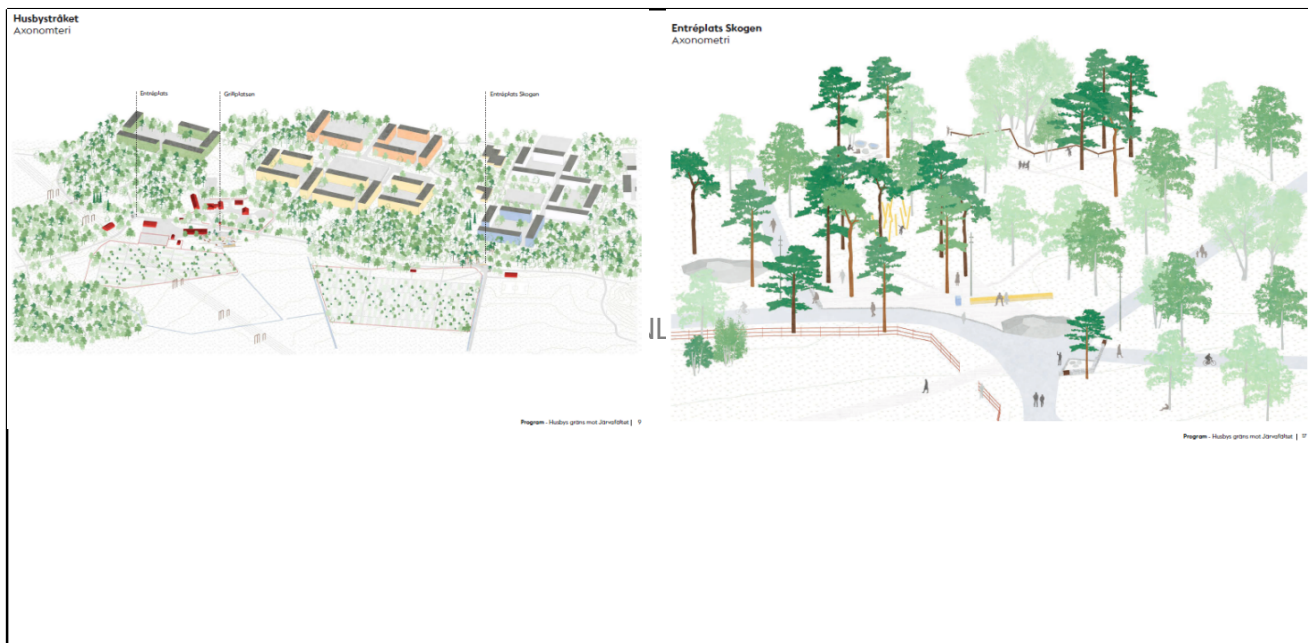 Husbystråket
Axonomteri
Entréplats
Grillplatsen
Entréplats Skogen
Program - Husbys gräns mot Järvafältet | 9
Entréplats Skogen
Axonometri
Program - Husbys gräns mot Järvafältet |